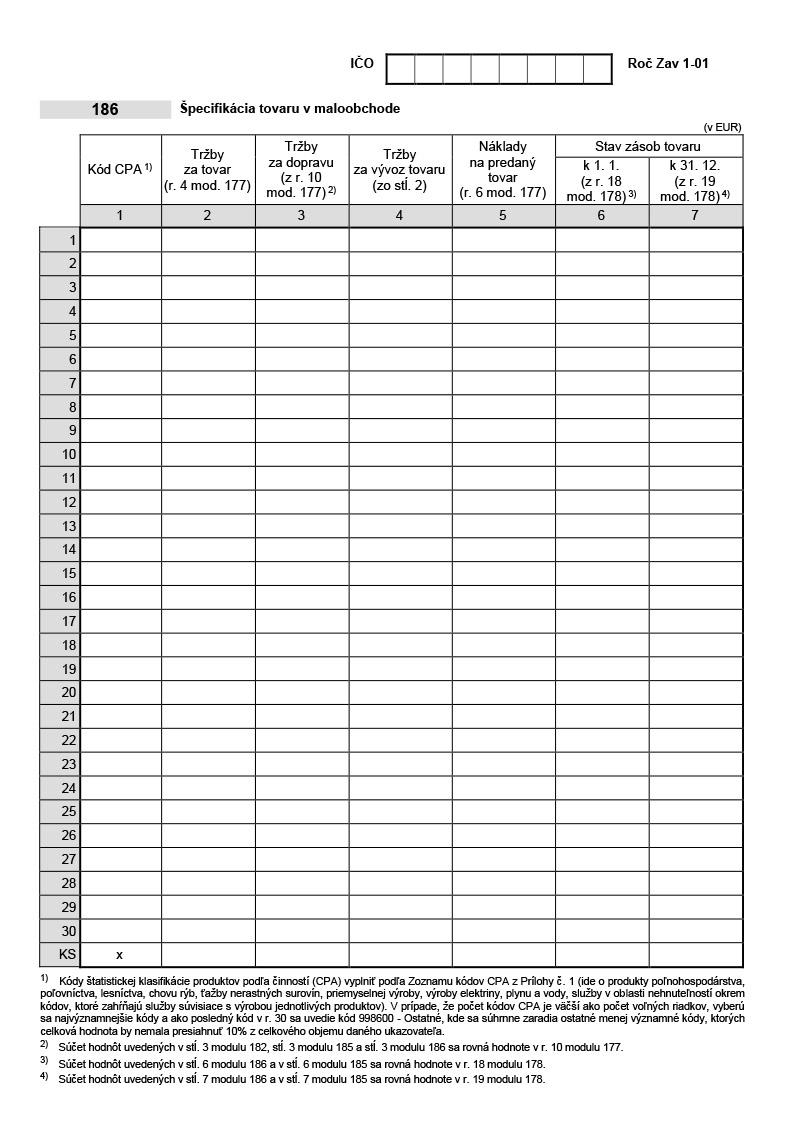 IČO Roč Zav 1-01
186 Špecifikácia tovaru v maloobchode
(v EUR)
Kód CPA 1)
Tržby
za tovar
(r. 4 mod. 177)
Tržby
za dopravu
(z r. 10
mod. 177) 2)
Tržby
za vývoz tovaru
(zo stĺ. 2)
Náklady
na predaný
tovar
(r. 6 mod. 177)
Stav zásob tovaru
k 1. 1.
(z r. 18
mod. 178) 3)
k 31. 12.
(z r. 19
mod. 178) 4)
1 2 3 4 5 6 7
1
2
3
4
5
6
7
8
9
10
11
12
13
14
15
16
17
18
19
20
21
22
23
24
25
26
27
28
29
30
KS x
1) Kódy štatistickej klasifikácie produktov podľa činností (CPA) vyplniť podľa Zoznamu kódov CPA z Prílohy č. 1 (ide o produkty poľnohospodárstva,
poľovníctva, lesníctva, chovu rýb, ťažby nerastných surovín, priemyselnej výroby, výroby elektriny, plynu a vody, služby v oblasti nehnuteľností okrem
kódov, ktoré zahŕňajú služby súvisiace s výrobou jednotlivých produktov). V prípade, že počet kódov CPA je väčší ako počet voľných riadkov, vyberú
sa najvýznamnejšie kódy a ako posledný kód v r. 30 sa uvedie kód 998600 - Ostatné, kde sa súhrnne zaradia ostatné menej významné kódy, ktorých
celková hodnota by nemala presiahnuť 10% z celkového objemu daného ukazovateľa.
2) Súčet hodnôt uvedených v stĺ. 3 modulu 182, stĺ. 3 modulu 185 a stĺ. 3 modulu 186 sa rovná hodnote v r. 10 modulu 177.
3) Súčet hodnôt uvedených v stĺ. 6 modulu 186 a v stĺ. 6 modulu 185 sa rovná hodnote v r. 18 modulu 178.
4) Súčet hodnôt uvedených v stĺ. 7 modulu 186 a v stĺ. 7 modulu 185 sa rovná hodnote v r. 19 modulu 178.